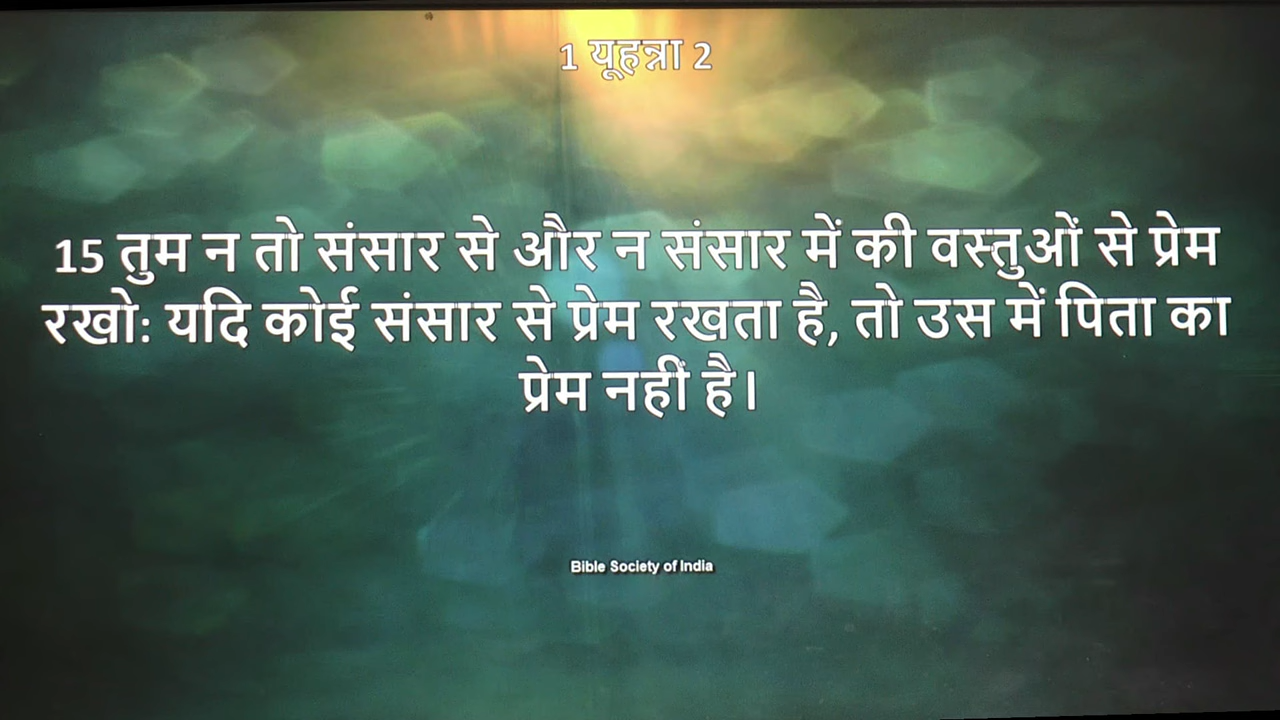 1 यूहन्ना 2
15 तुम न तो संसार से और न संसार में की वस्तुओं से प्रेम
रखो: यदि कोई संसार से प्रेम रखता है, तो उस में पिता का
प्रेम नहीं है।
Bible Society of India